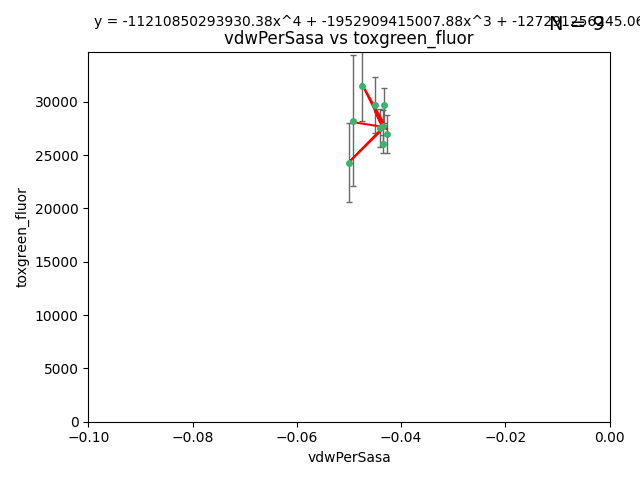 y = -11210850293930.38x^4 + -1952909415007.88x^3 +
N = 9
vdwPerSasa vs toxgreen_fluor
30000
25000
20000
15000
10000
5000
0
toxgreen_fluor
−0.10
−0.08
−0.06
−0.04
−0.02
0.00
vdwPerSasa